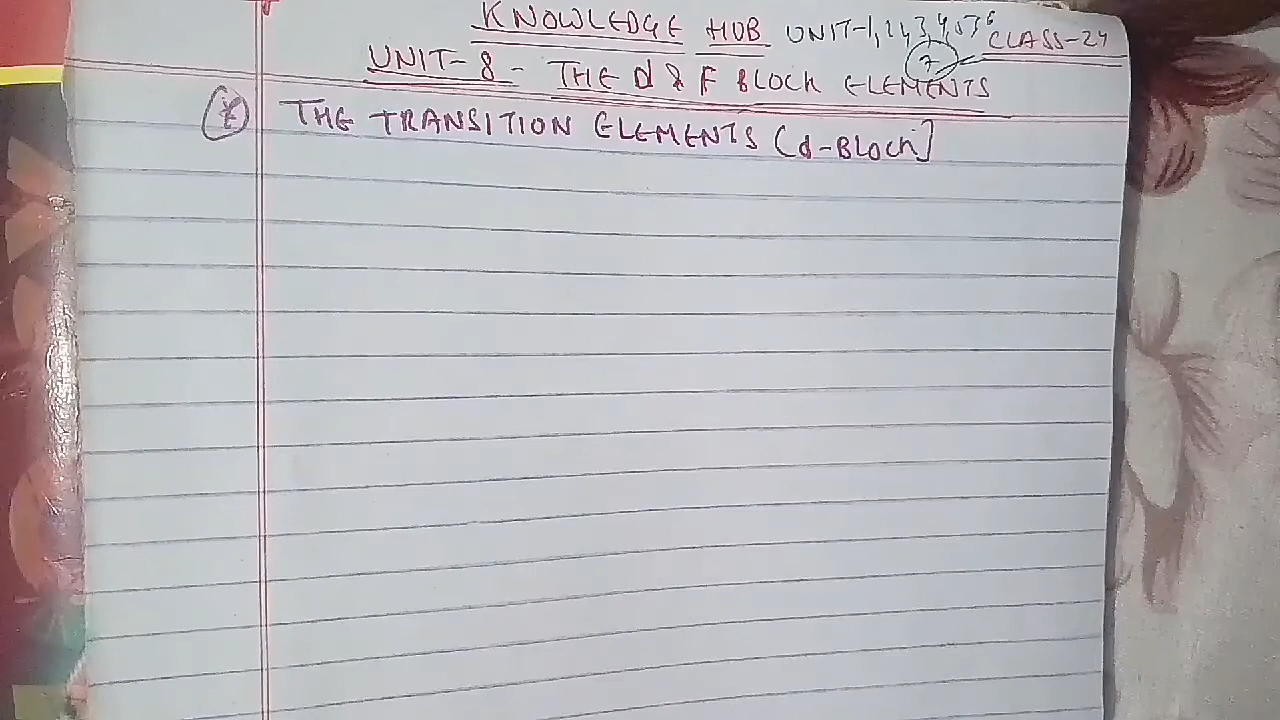 KNOWLEDGE HUB UNIT-1,2,3,4,5,6 CLASS-24
7
UNIT-8 - THE d & F BLOCK ELEMENTS
* THE TRANSITION ELEMENTS (d-BLOCK]